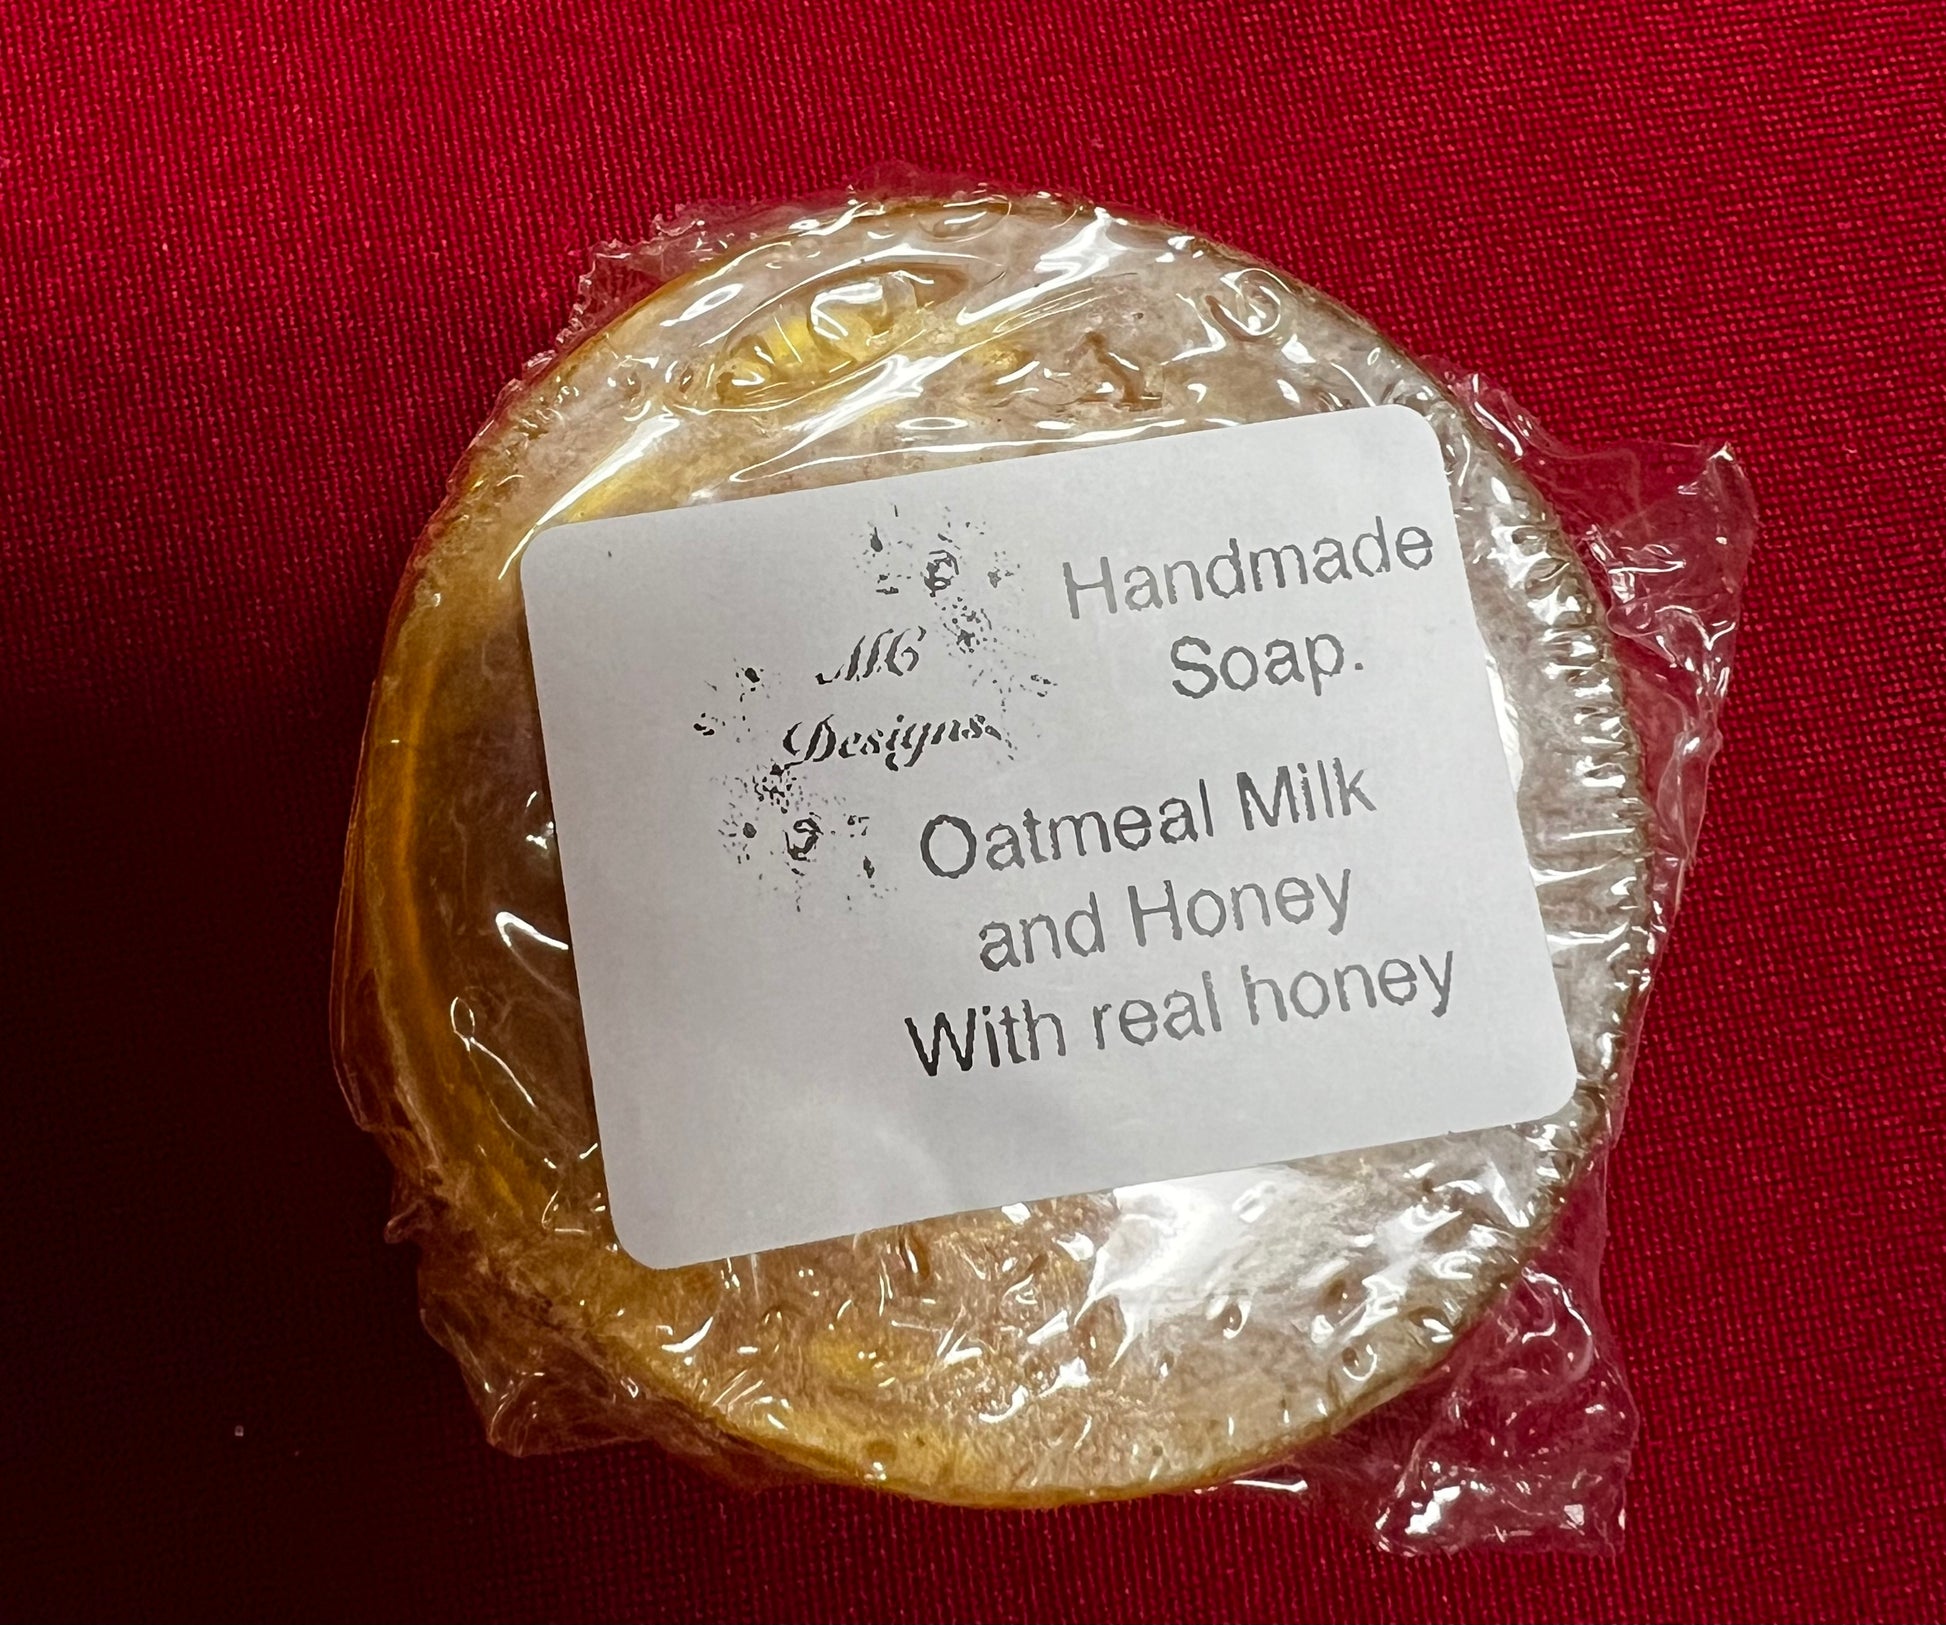 MG
Designs
Handmade
Soap.
Oatmeal Milk
and Honey
With real honey